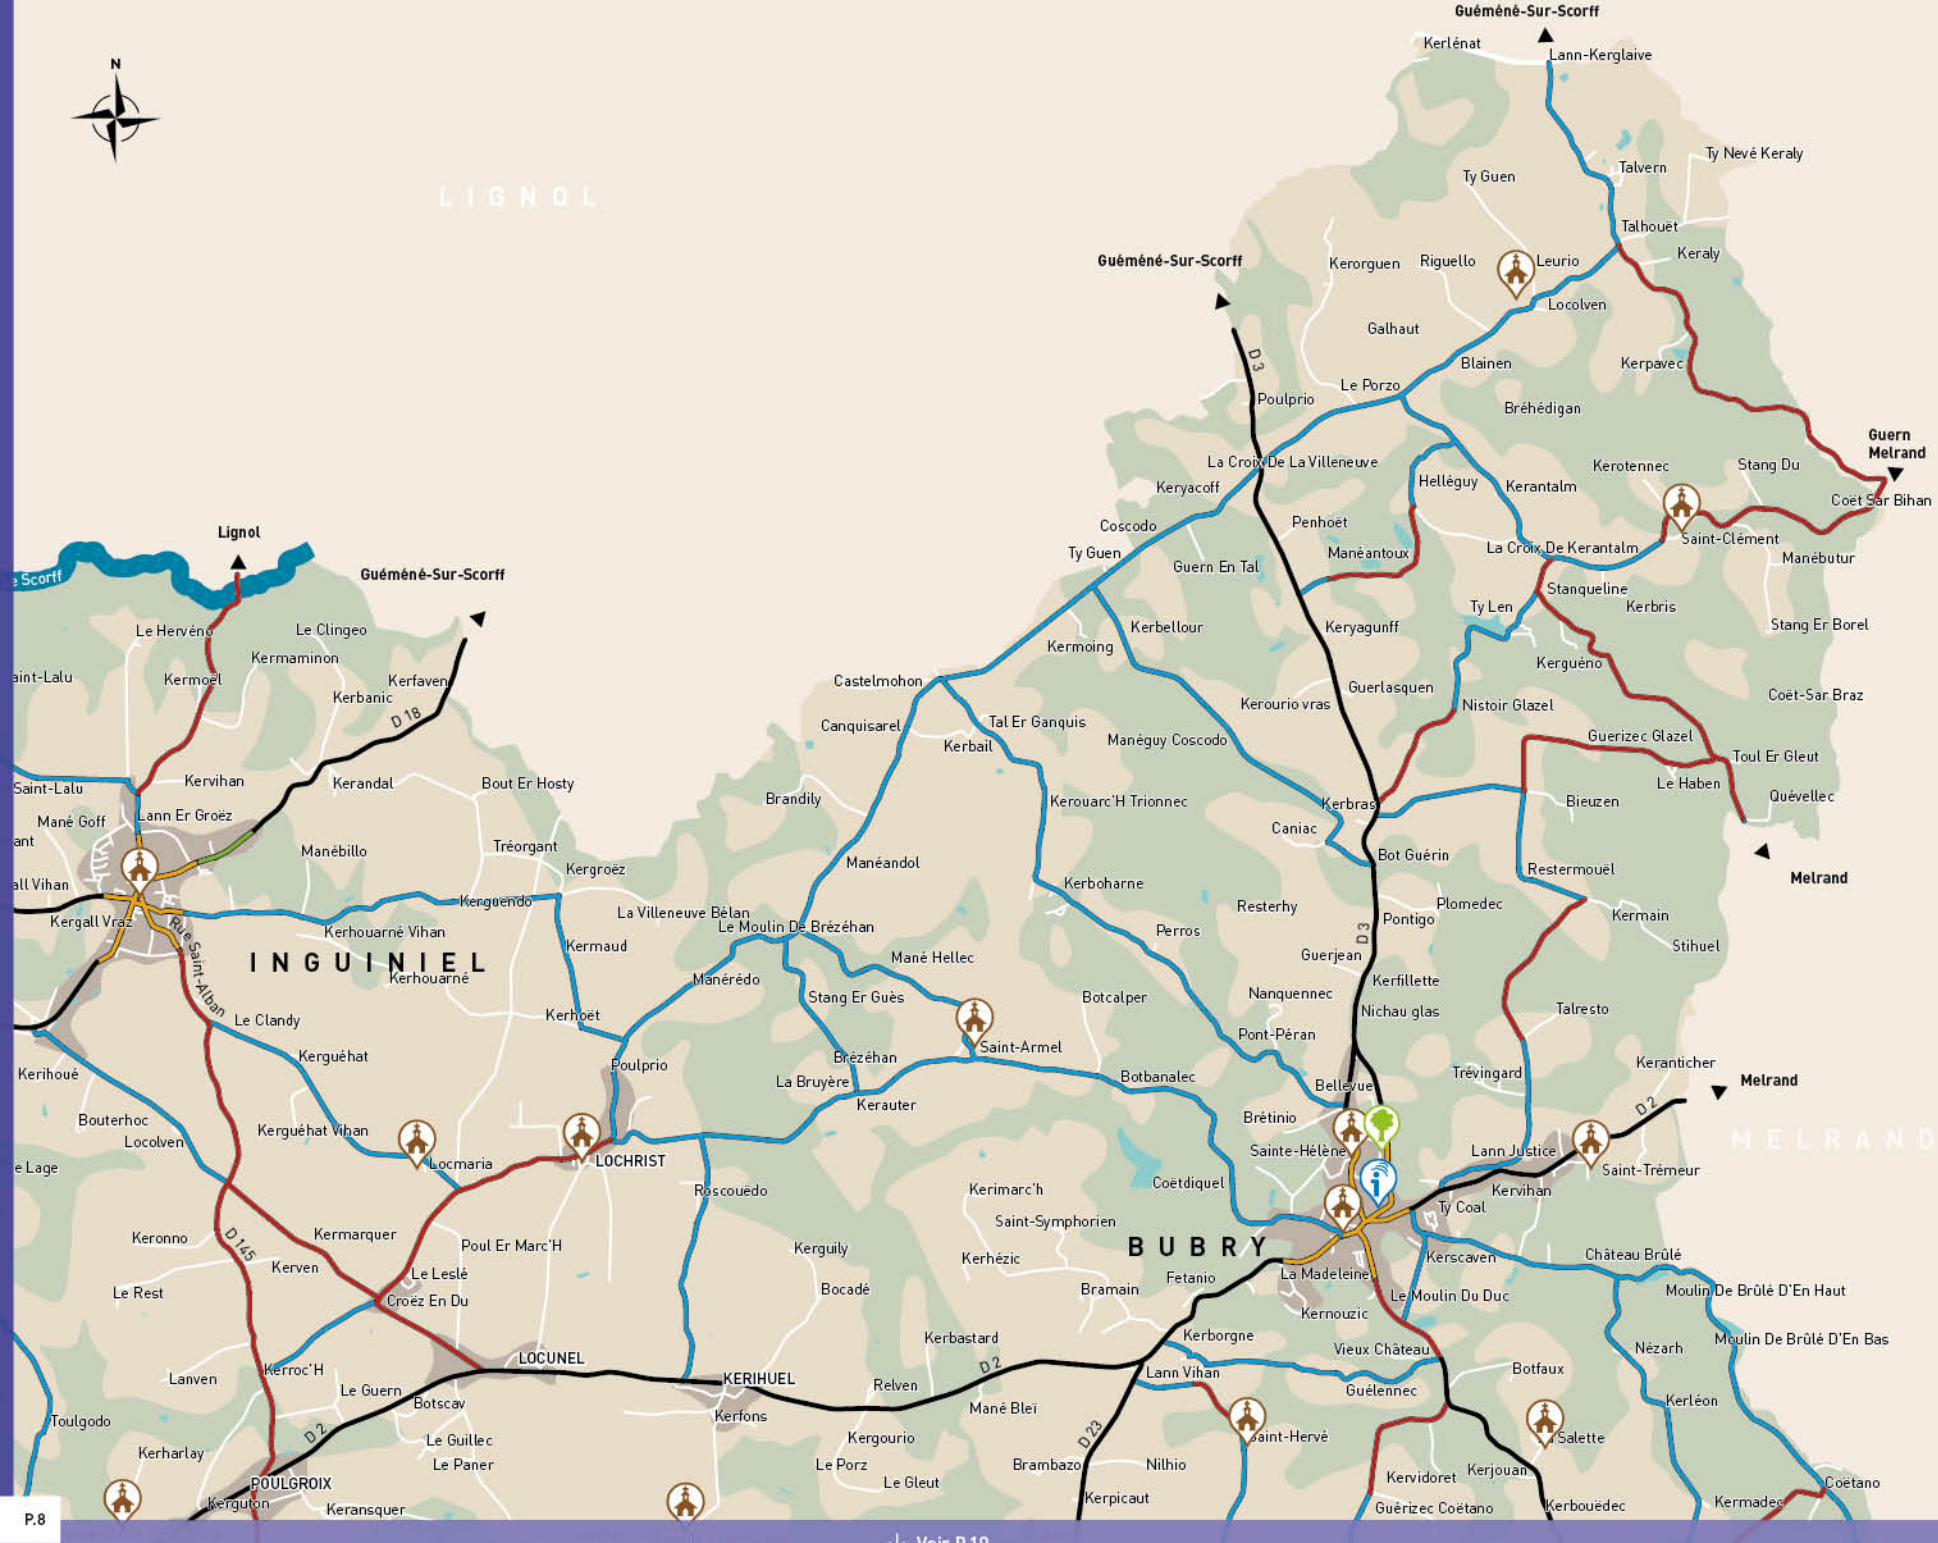 Guéméné-Sur-Scorff
Kerlénat
Lann-Kerglaive
N
Ty Nevé Keraly
Talvern
Ty Guen
LIGNOL
Talhouët
Keraly
Guéméné-Sur-Scorff
Kerorguen
Riguello
Leurio
Locolven
Galhaut
D 3
Blainen
Kerpavec
Le Porzo
Poulprio
Bréhédigan
Guern
Melrand
La Croix De La Villeneuve
Kerotennec
Stang Du
Keryacoff
Helléguy
Kerantalm
Coët Sar Bihan
Coscodo
Penhoët
Lignol
Ty Guen
Manéantoux
La Croix De Kerantalm
Saint-Clément
Manébutur
Guern En Tal
Guéméné-Sur-Scorff
e Scorff
Stanqueline
Ty Len
Kerbris
Le Hervéno
Le Clingeo
Kerbellour
Keryagunff
Stang Er Borel
Kermoing
Kermaminon
Kerguéno
aint-Lalu
Kermoël
Kerfaven
Castelmohon
Guerlasquen
Kerbanic
Coët-Sar Braz
Kerourio vras
Nistoir Glazel
D 18
Canquisarel
Tal Er Ganquis
Kerbail
Manéguy Coscodo
Guerizec Glazel
Toul Er Gleut
Saint-Lalu
Kervihan
Kerandal
Bout Er Hosty
Le Haben
Brandily
Kerouarc'H Trionnec
Kerbras
Bieuzen
Quévellec
Mané Goff
Lann Er Groëz
Caniac
ant
Manébillo
Tréorgant
Manéandol
Bot Guérin
Kergroëz
Restermouël
Melrand
all Vihan
Kerboharne
Kerguendo
La Villeneuve Bélan
Resterhy
Plomedec
Kermain
Kergall Vraz
Rue Saint-Alban
Kerhouarné Vihan
Le Moulin De Brézéhan
Perros
Pontigo
D 3
Kermaud
Stihuel
INGUINIEL
Mané Hellec
Guerjean
Kerhouarné
Manérédo
Kerfillette
Stang Er Guès
Botcalper
Nanquennec
Nichau glas
Talresto
Le Clandy
Kerhoët
Pont-Péran
Kerguéhat
Brézéhan
Saint-Armel
Kerihoué
Poulprio
La Bruyère
Botbanalec
Bellevue
Trévingard
Keranticher
Melrand
Kerauter
D 2
Bouterhoc
Brétinio
Locolven
Kerguéhat Vihan
MELRAND
Sainte-Hélène
Lann Justice
e Lage
Locmaria
LOCHRIST
Saint-Trémeur
Roscouëdo
Kerimarc'h
Coëtdiquel
Kervihan
Ty Coal
Saint-Symphorien
Keronno
D 145
Kermarquer
Poul Er Marc'H
Kerguily
Kerhézic
BUBRY
Kerscaven
Château Brûlé
Kerven
Le Leslé
La Madeleine
Fetanio
Le Rest
Croëz En Du
Bocadé
Bramain
Le Moulin Du Duc
Moulin De Brûlé D'En Haut
Kernouzic
Kerbastard
Kerborgne
Moulin De Brûlé D'En Bas
Vieux Château
Nézarh
LOCUNEL
D 2
Kerroc'H
Lann Vihan
Botfaux
Lanven
KERIHUEL
Relven
Guélennec
Le Guern
Kerléon
Botscav
Mané Bleï
Toulgodo
Kerfons
D 2
D 23
Saint-Hervé
Salette
Kerharlay
Le Guillec
Kergourio
Le Paner
Le Porz
Brambazo
Nilhio
Kervidoret
Kerjouan
POULGROIX
Le Gleut
Coëtano
Kerguton
Keransquer
Kerpicaut
Guérizec Coëtano
Kerbouëdec
Kermadec
P.8
Voir P.10